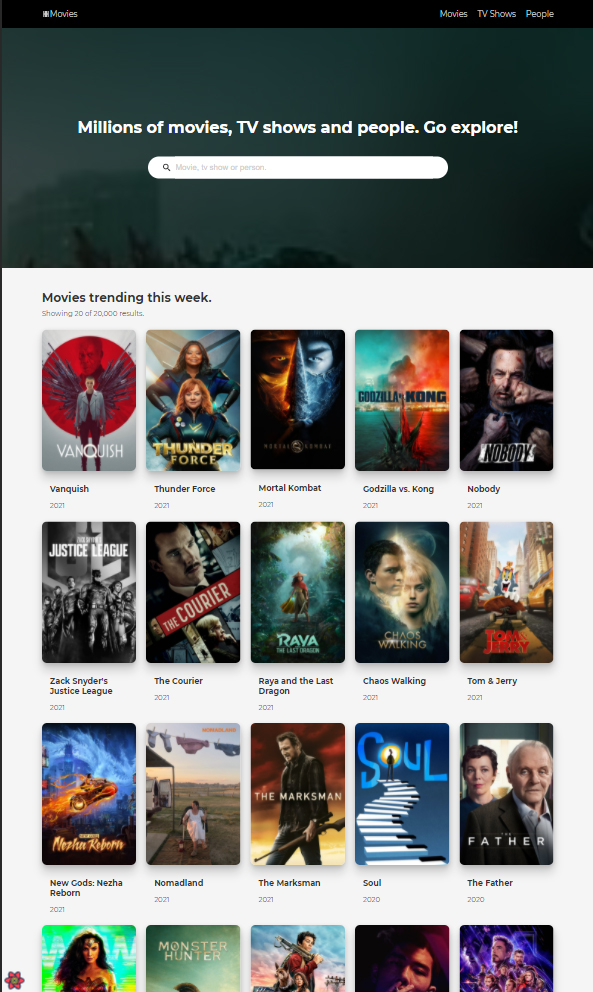 Movies
Movies TV Shows People
Millions of movies, TV shows and people. Go explore!
Movie, tv show or person..
Movies trending this week.
Showing 20 of 20,000 results.
VANQUISH
THUNDER
FORCE
MORTAL KOMBAT
GODZILLA KONG
NOBODY
Vanquish
Thunder Force
Mortal Kombat
Godzilla vs. Kong
Nobody
2021
2021
2021
2021
2021
JUSTICE LEAGUE
THE COURIER
RAYA
THE LAST DRAGON
CHAOS
WALKING
TOM &
JERRY
Zack Snyder's
Justice League
The Courier
Raya and the Last
Dragon
Chaos Walking
Tom & Jerry
2021
2021
2021
2021
2021
Nezha Reborn
NOMADLAND
THE MARKSMAN
SOUL
THE
FATHER
New Gods: Nezha
Reborn
Nomadland
The Marksman
Soul
The Father
2021
2021
2021
2020
2020
MONSTER
HUNTER